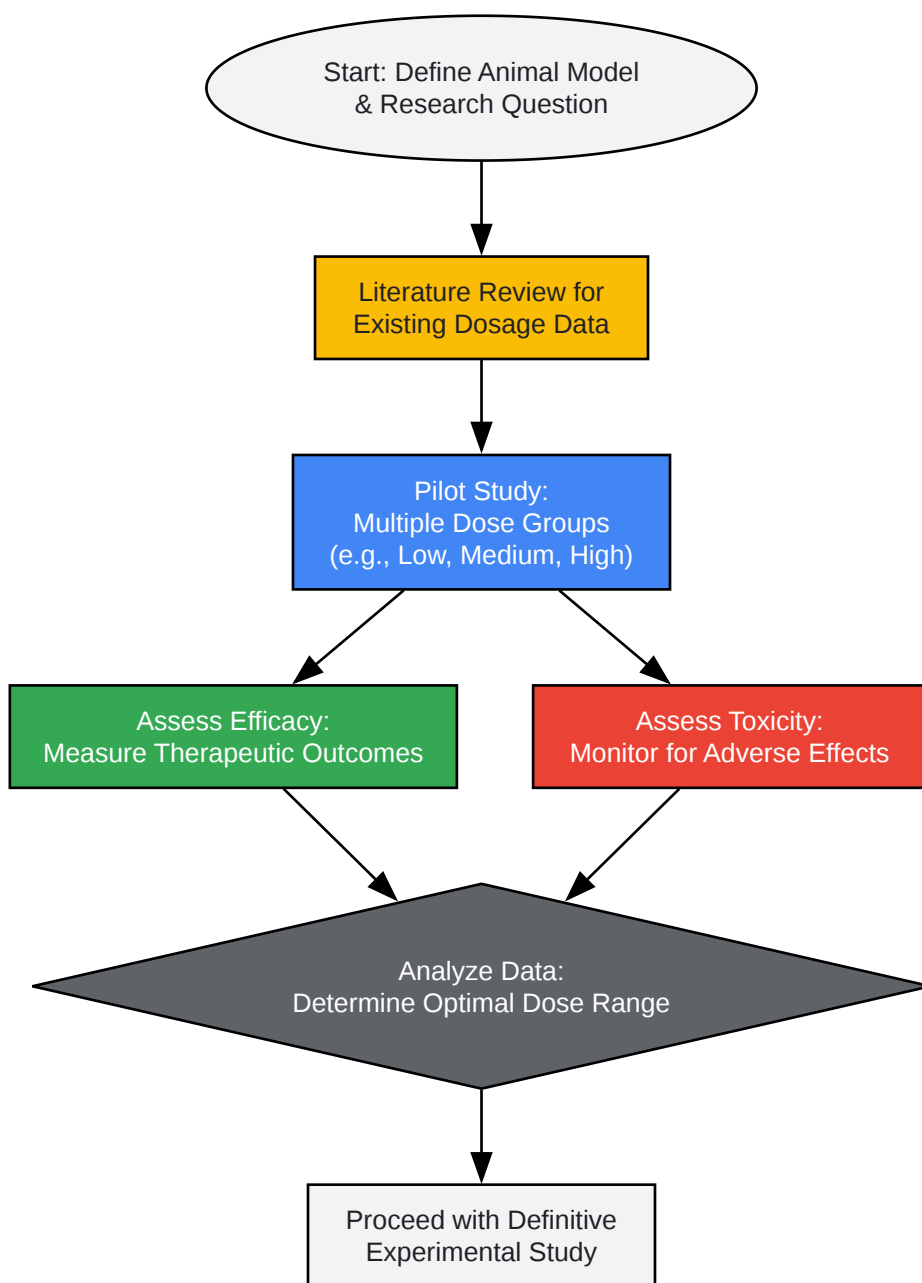 Start: Define Animal Model
& Research Question
Literature Review for
Existing Dosage Data
Pilot Study:
Multiple Dose Groups
(e.g., Low, Medium, High)
Assess Efficacy:
Measure Therapeutic Outcomes
Assess Toxicity:
Monitor for Adverse Effects
Analyze Data:
Determine Optimal Dose Range
Proceed with Definitive
Experimental Study